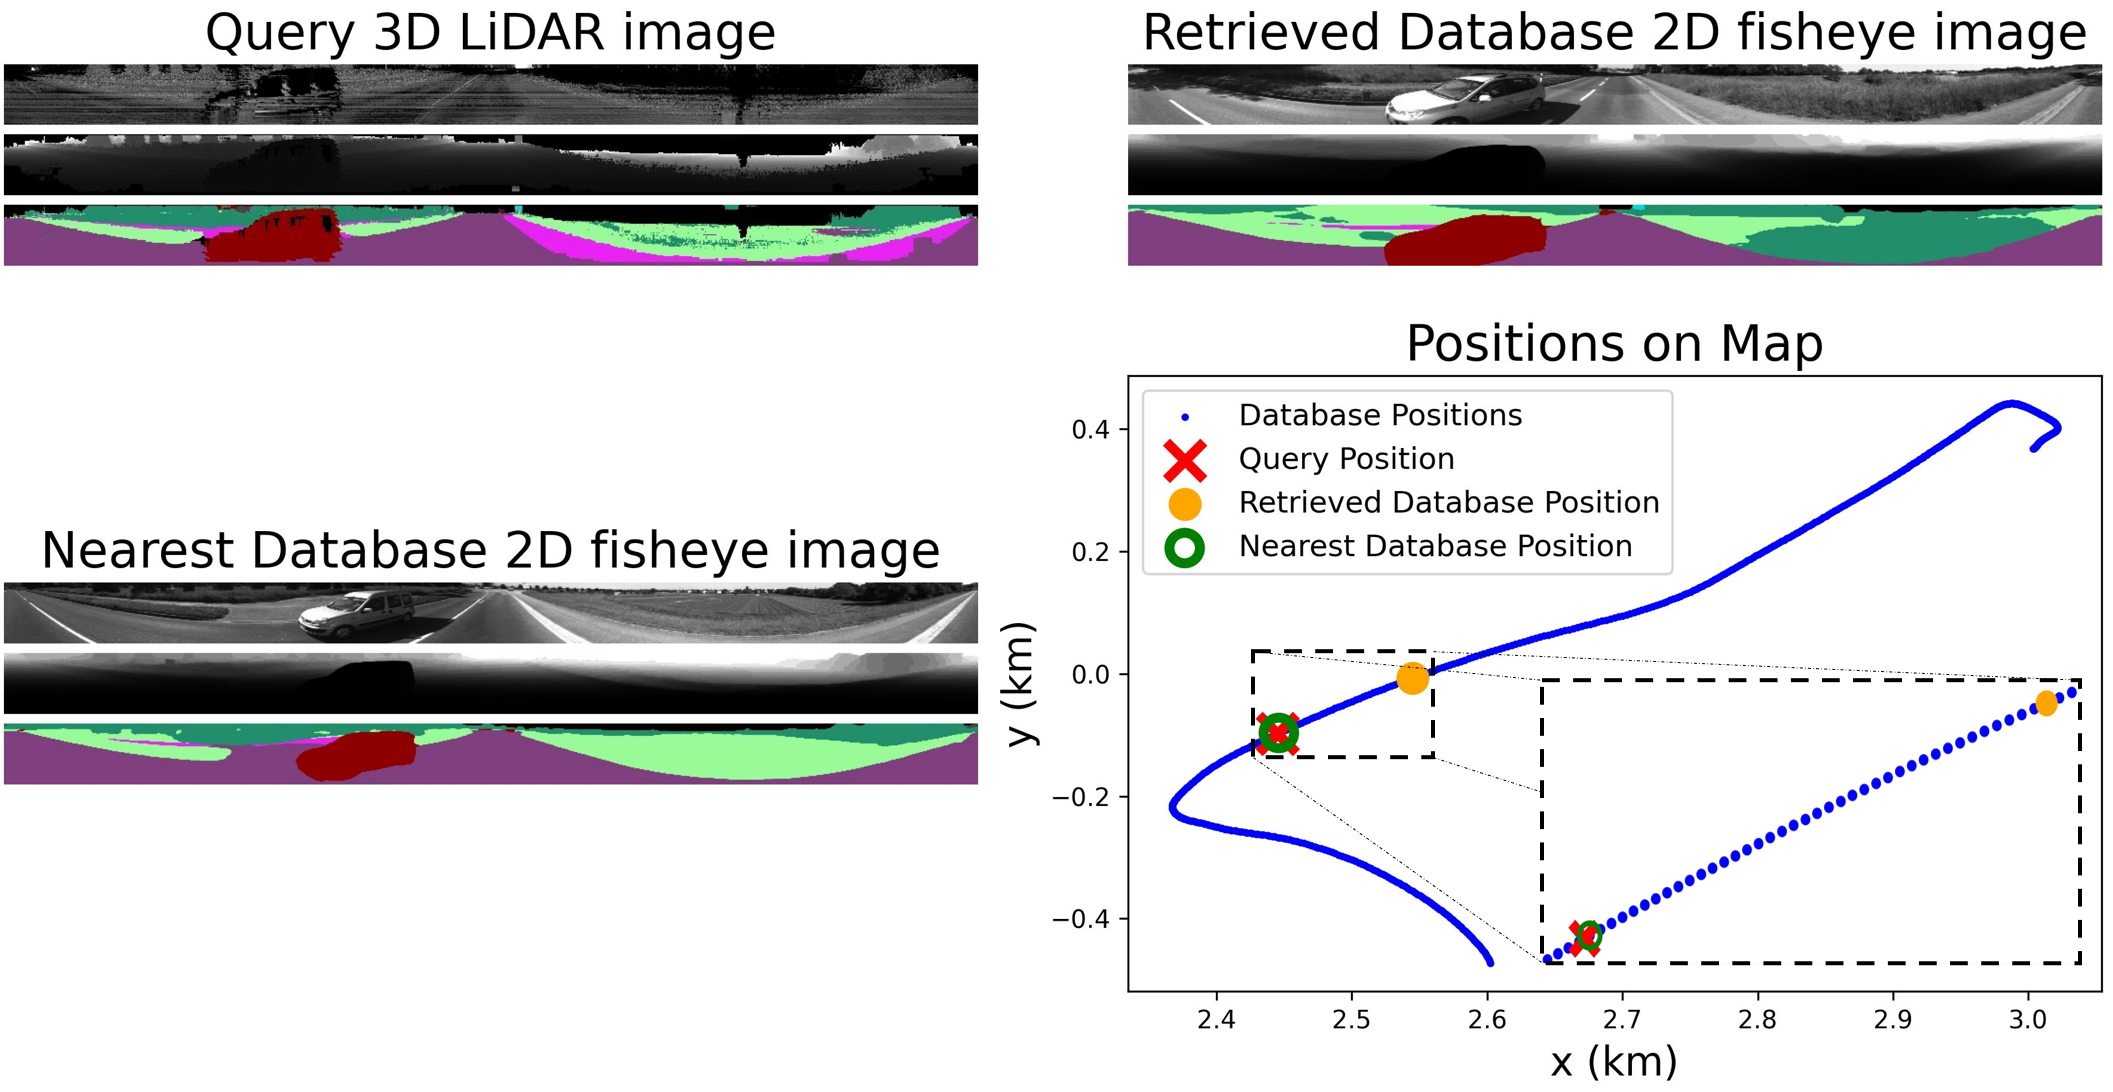 Query 3D LiDAR image
Retrieved Database 2D fisheye image
Nearest Database 2D fisheye image
Positions on Map
Database Positions
Query Position
Retrieved Database Position
Nearest Database Position
0.4
0.2
0.0
−0.2
−0.4
y (km)
2.4 2.5 2.6 2.7 2.8 2.9 3.0
x (km)